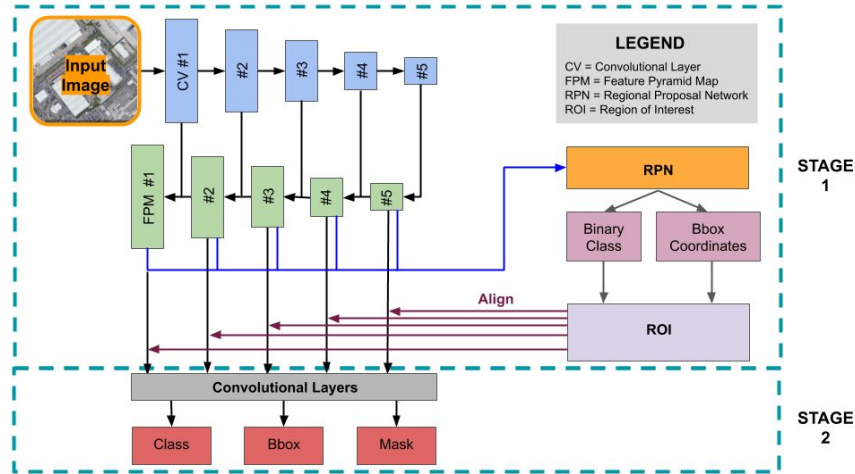 Input
Image
CV #1
#2
#3
#4
#5
LEGEND
CV = Convolutional Layer
FPM = Feature Pyramid Map
RPN = Regional Proposal Network
ROI = Region of Interest
FPM #1
#2
#3
#4
#5
RPN
STAGE
1
Binary
Class
Bbox
Coordinates
Align
ROI
Convolutional Layers
STAGE
2
Class
Bbox
Mask